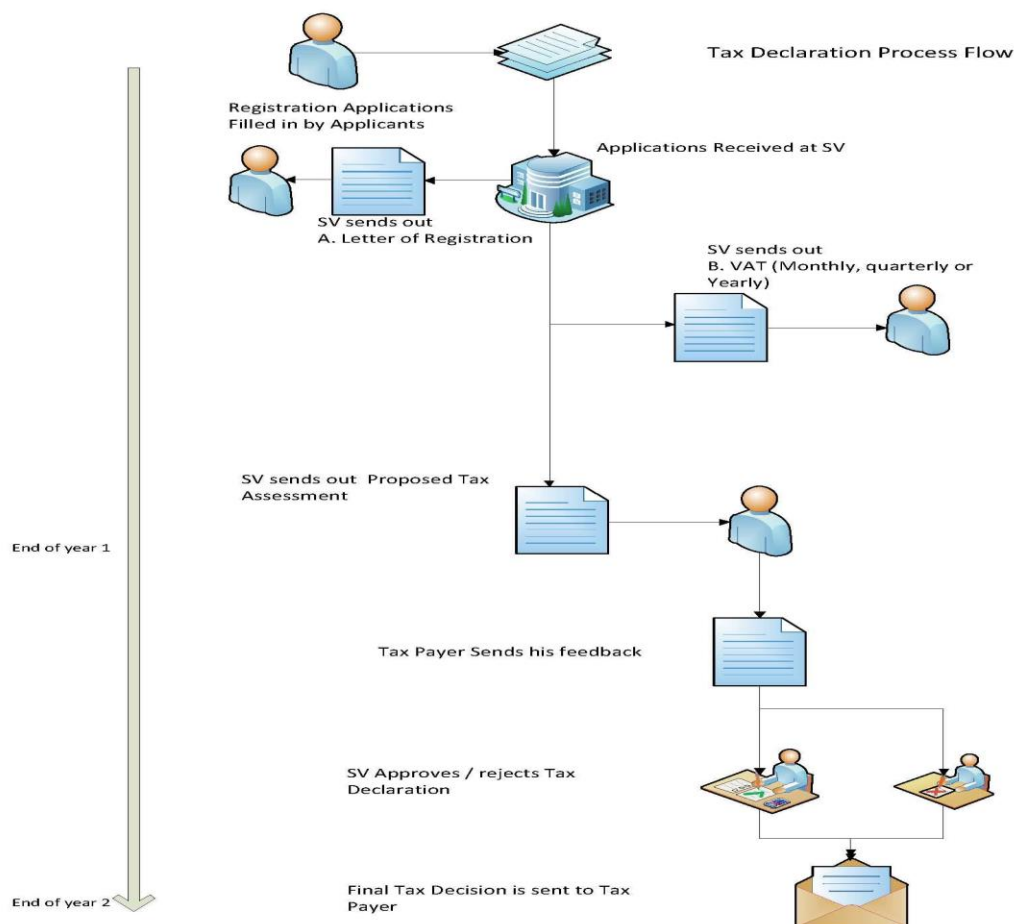 Tax Declaration Process Flow
Registration Applications
Filled in by Applicants
Applications Received at SV
SV sends out
A. Letter of Registration
SV sends out
B. VAT (Monthly, quarterly or
Yearly)
SV sends out  Proposed Tax
Assessment
End of year 1
Tax Payer Sends his feedback
SV Approves / rejects Tax
Declaration
Final Tax Decision is sent to Tax
Payer
End of year 2